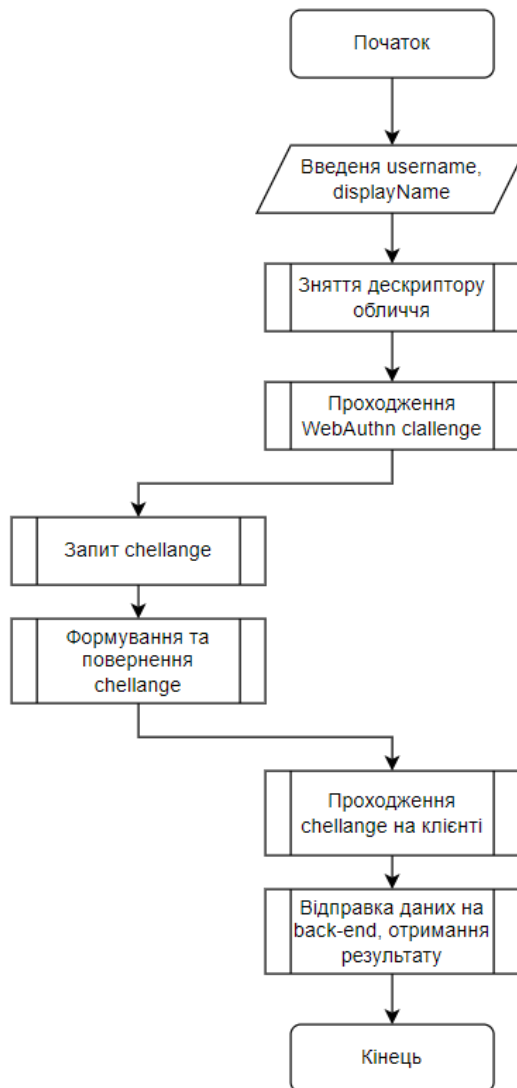 Початок
Введеня username,
displayName
Зняття дескриптору
обличчя
Проходження
WebAuthn clallenge
Запит chellange
Формування та
повернення
chellange
Проходження
chellange на клієнті
Відправка даних на
back-end, отримання
результату
Кінець